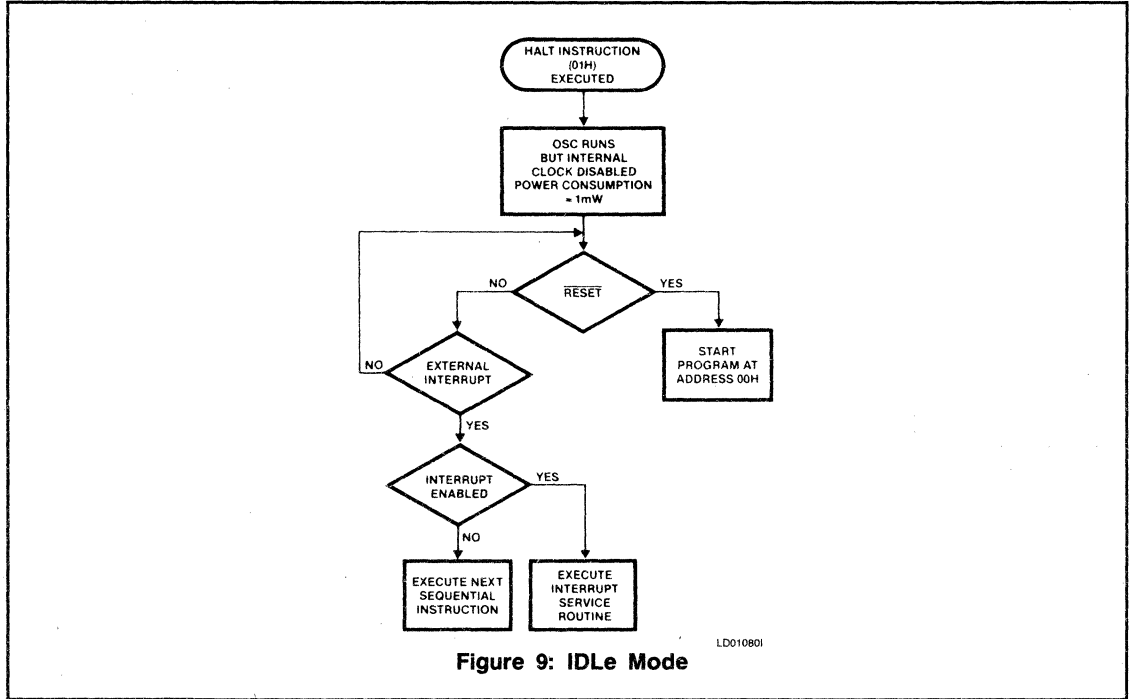 HALT INSTRUCTION
(01H)
EXECUTED
OSC RUNS
BUT INTERNAL
CLOCK DISABLED
POWER CONSUMPTION
= 1mW
NO
RESET
YES
START
PROGRAM AT
ADDRESS 00H
NO
EXTERNAL
INTERRUPT
YES
INTERRUPT
ENABLED
YES
NO
EXECUTE NEXT
SEQUENTIAL
INSTRUCTION
EXECUTE
INTERRUPT
SERVICE
ROUTINE
LD01080I
Figure 9: IDLe Mode